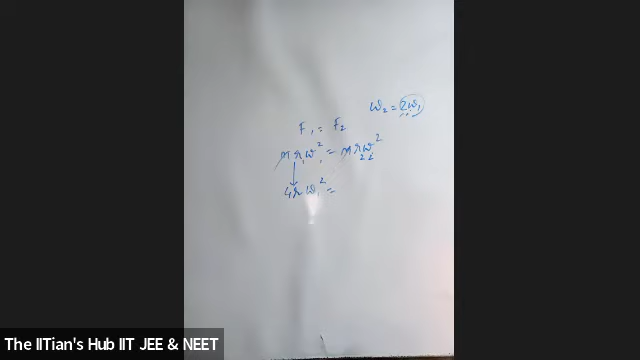 ω₂ = 2ω₁
F₁ = F₂
m r₁ ω₁² = m r₂ ω₂²
4r ω₁² =
The IITian's Hub IIT JEE & NEET